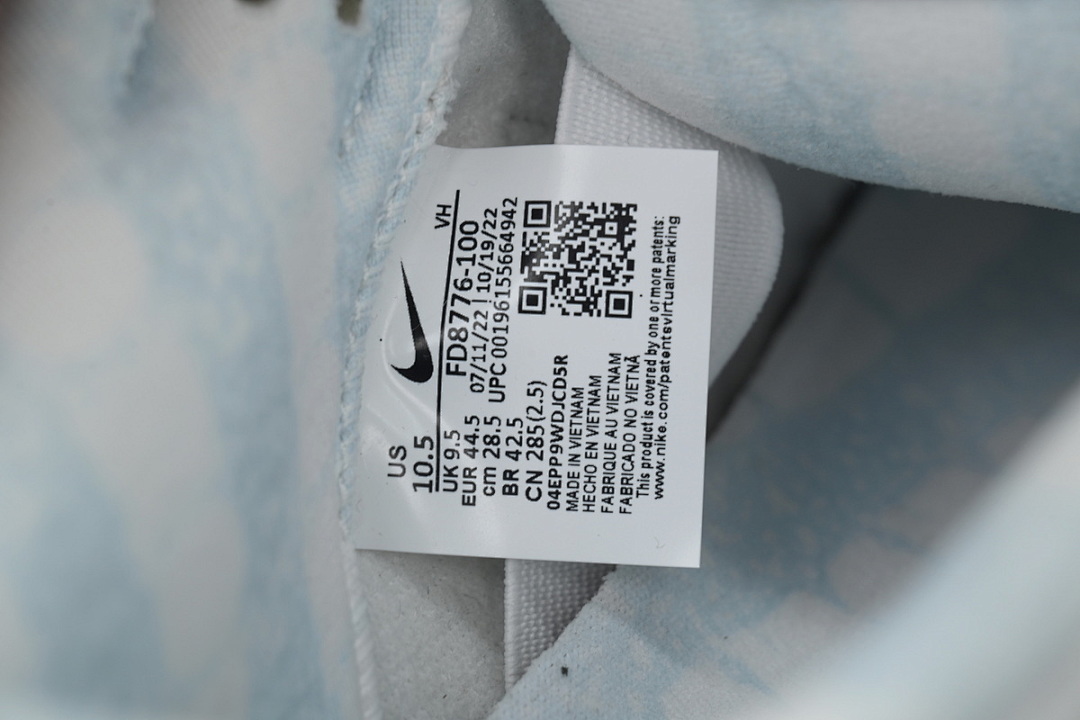 VH
US
10.5
FD8776-100
UK 9.5
07/11/22 | 10/19/22
EUR 44.5
UPC 00196155664942
cm 28.5
BR 42.5
CN 285(2.5)
04EPP9WDJCD5R
MADE IN VIETNAM
HECHO EN VIETNAM
FABRIQUE AU VIETNAM
FABRICADO NO VIETNÃ
This product is covered by one or more patents:
www.nike.com/patentsvirtualmarking